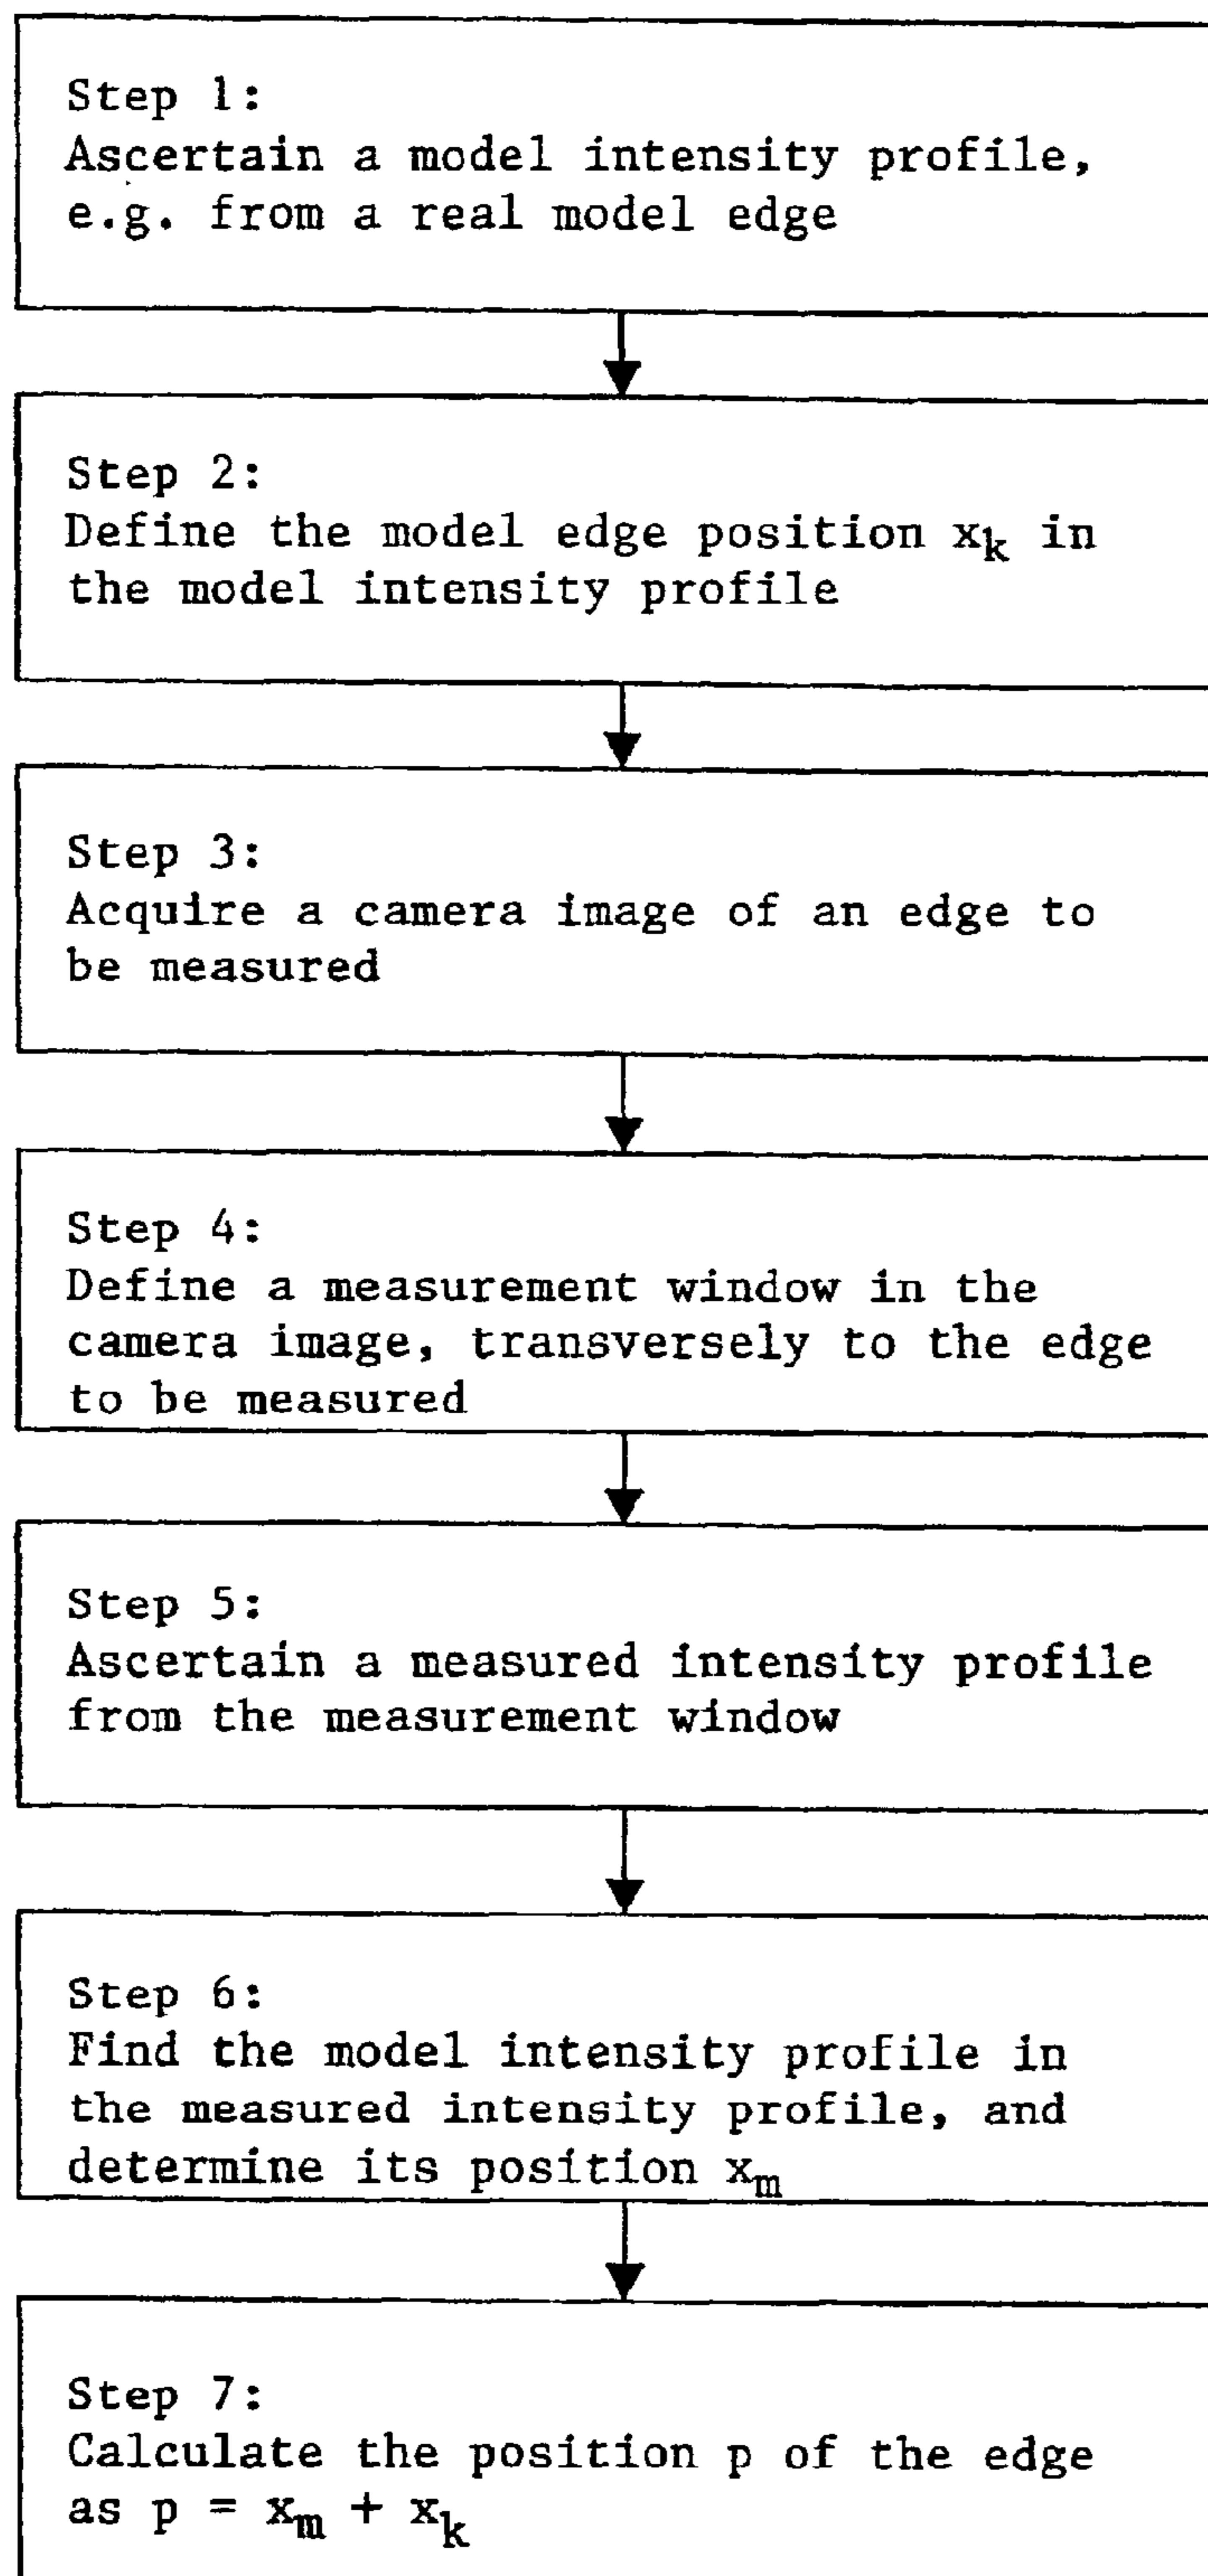 Step 1:
Ascertain a model intensity profile,
e.g. from a real model edge
Step 2:
Define the model edge position xₖ in
the model intensity profile
Step 3:
Acquire a camera image of an edge to
be measured
Step 4:
Define a measurement window in the
camera image, transversely to the edge
to be measured
Step 5:
Ascertain a measured intensity profile
from the measurement window
Step 6:
Find the model intensity profile in
the measured intensity profile, and
determine its position xₘ
Step 7:
Calculate the position p of the edge
as p = xₘ + xₖ